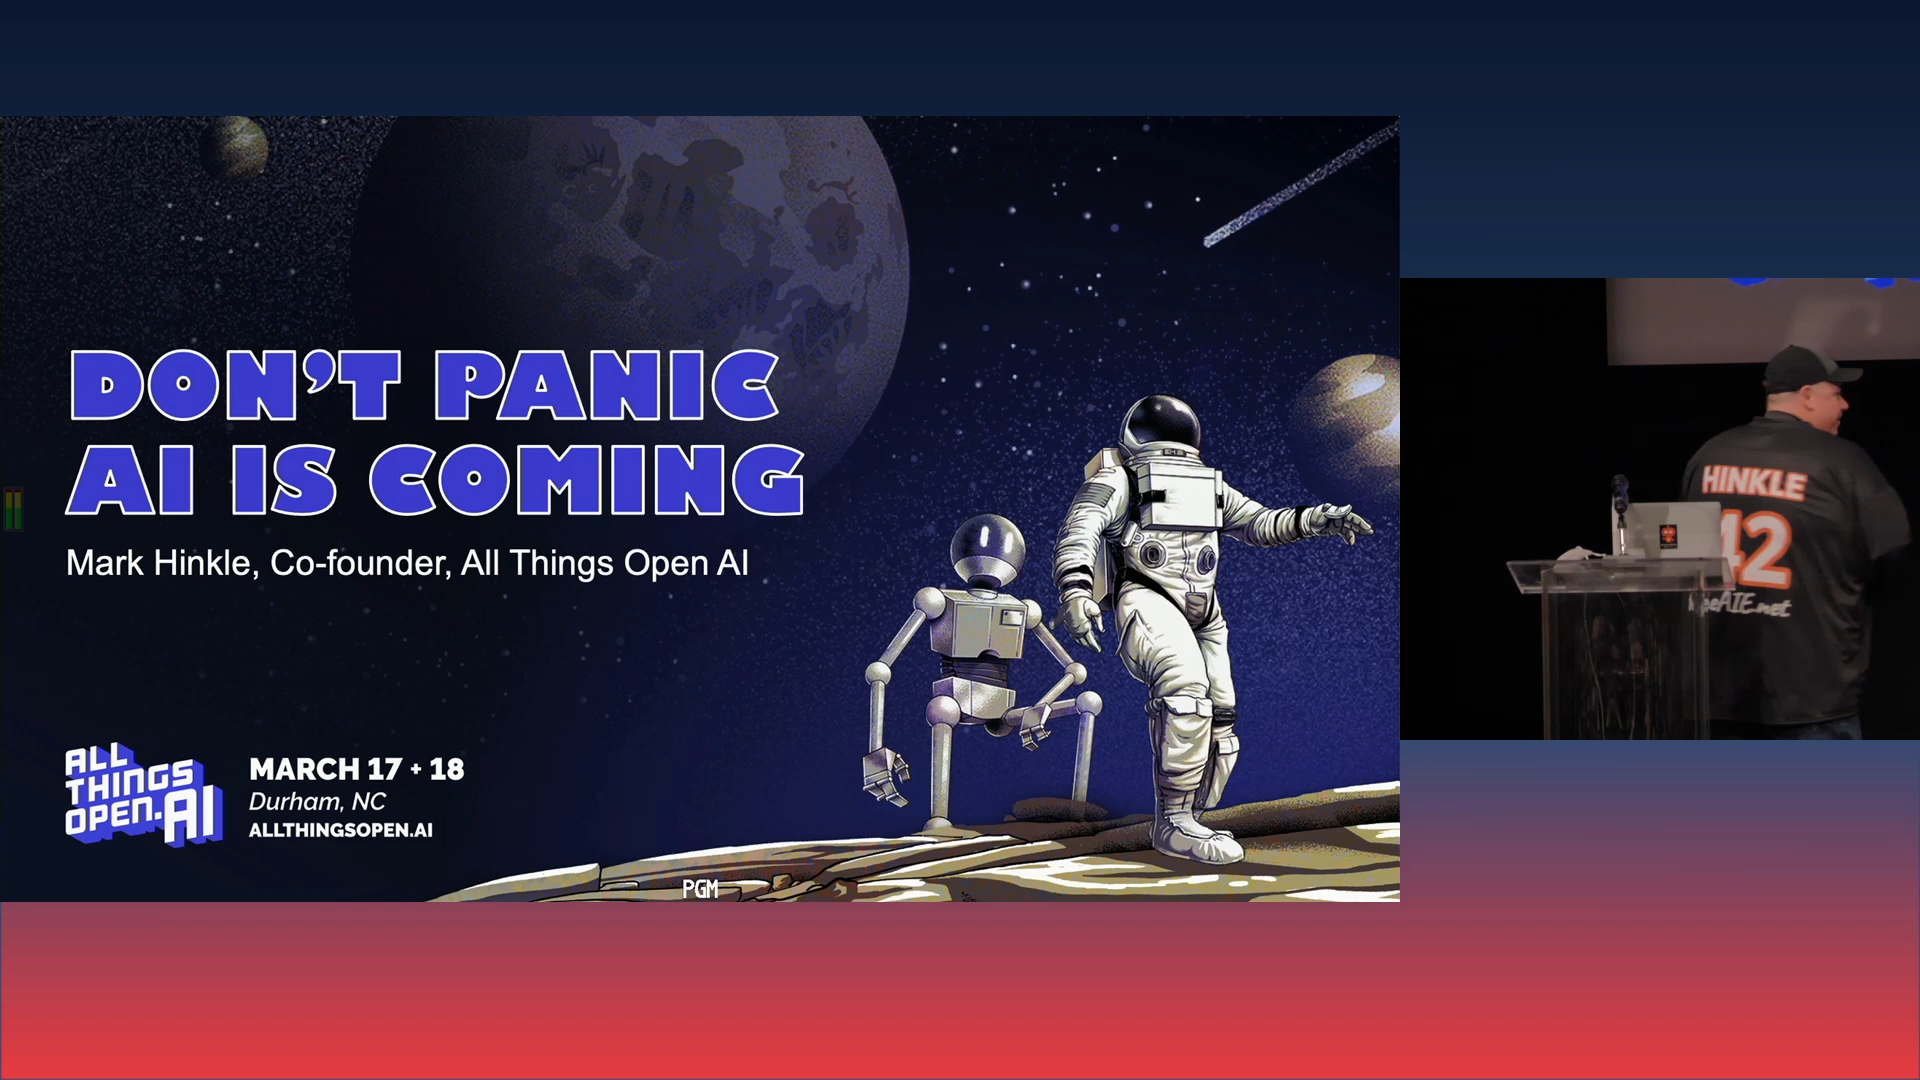 DON'T PANIC
AI IS COMING
Mark Hinkle, Co-founder, All Things Open AI
ALL
THINGS
OPEN.AI
MARCH 17 + 18
Durham, NC
ALLTHINGSOPEN.AI
PGM
HINKLE
42